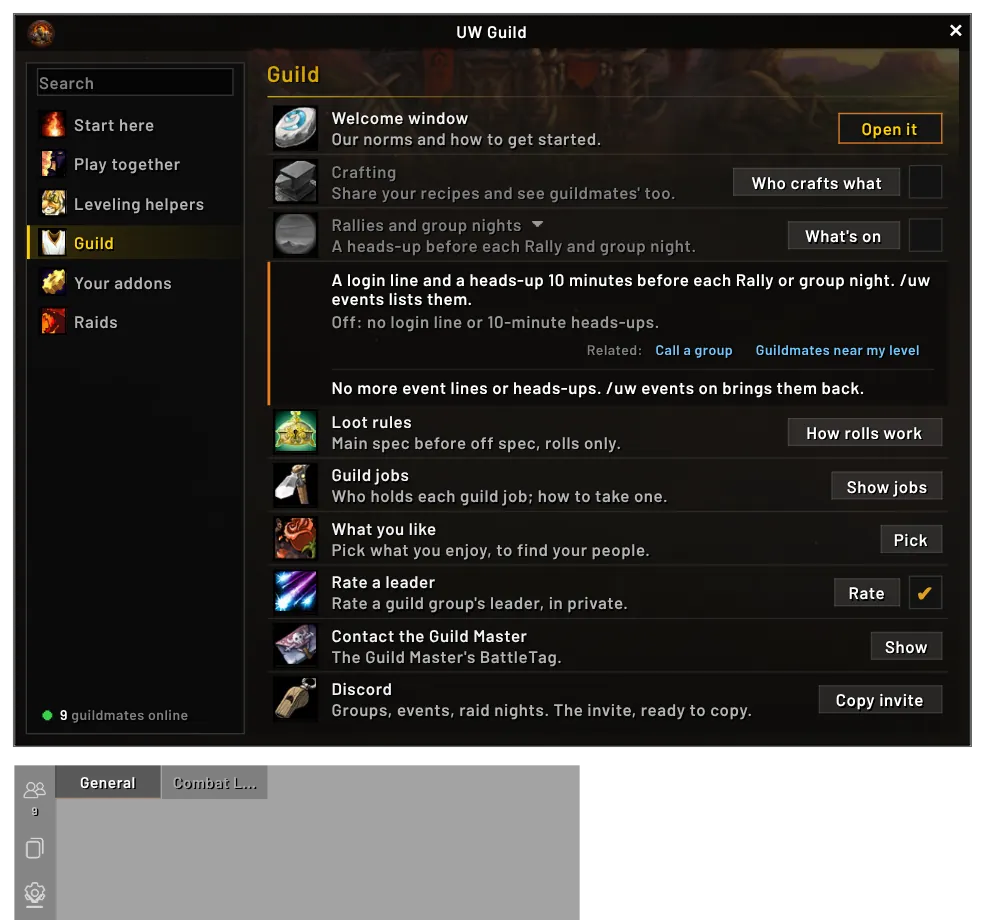 UW Guild
Search
Start here
Play together
Leveling helpers
Guild
Your addons
Raids
9 guildmates online
Guild
Welcome window
Our norms and how to get started.
Open it
Crafting
Share your recipes and see guildmates' too.
Who crafts what
Rallies and group nights
A heads-up before each Rally and group night.
What's on
A login line and a heads-up 10 minutes before each Rally or group night. /uw
events lists them.
Off: no login line or 10-minute heads-ups.
Related: Call a group Guildmates near my level
No more event lines or heads-ups. /uw events on brings them back.
Loot rules
Main spec before off spec, rolls only.
How rolls work
Guild jobs
Who holds each guild job; how to take one.
Show jobs
What you like
Pick what you enjoy, to find your people.
Pick
Rate a leader
Rate a guild group's leader, in private.
Rate
Contact the Guild Master
The Guild Master's BattleTag.
Show
Discord
Groups, events, raid nights. The invite, ready to copy.
Copy invite
General
Combat L...
9